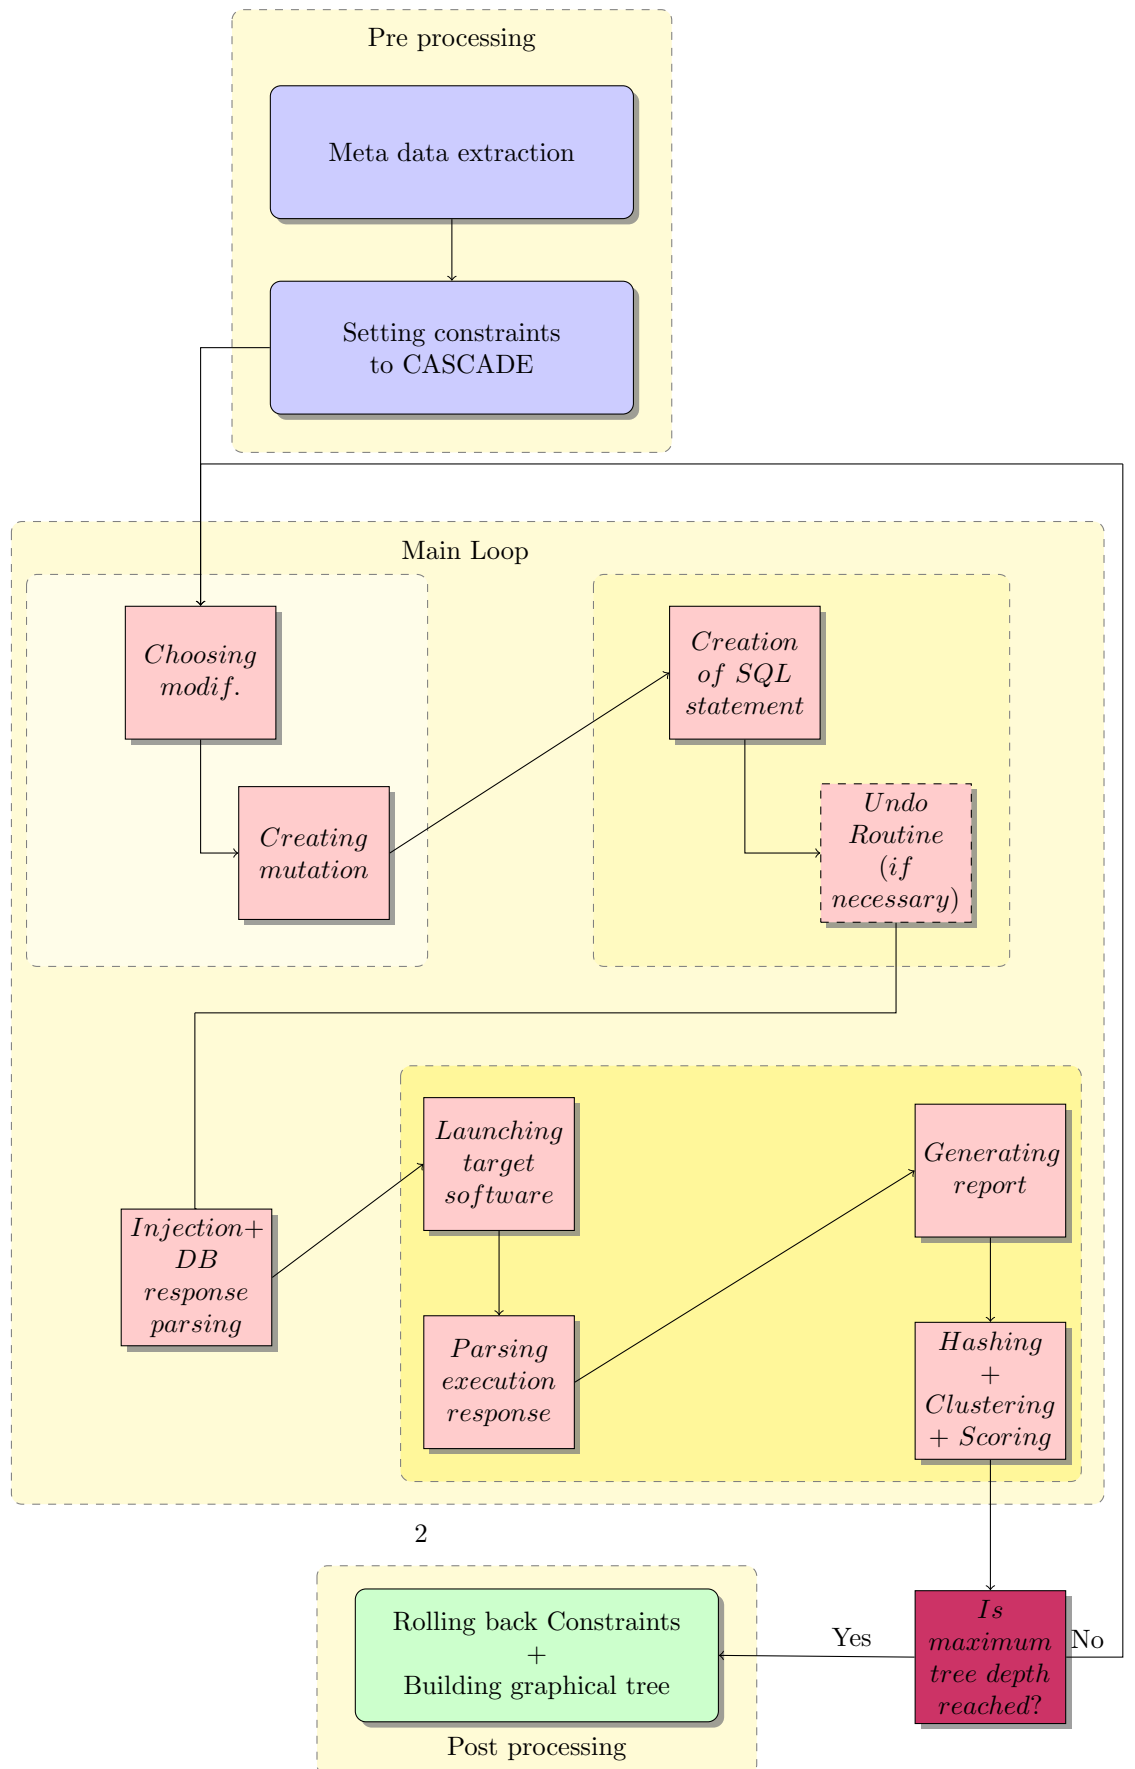 Pre processing
Meta data extraction
Setting constraints
to CASCADE
Main Loop
Choosing
modif.
Creating
mutation
Creation
of SQL
statement
Undo
Routine
(if
necessary)
Injection+
DB
response
parsing
Launching
target
software
Parsing
execution
response
Generating
report
Hashing
+
Clustering
+ Scoring
2
Is
maximum
tree depth
reached?
Yes
No
Rolling back Constraints
+
Building graphical tree
Post processing